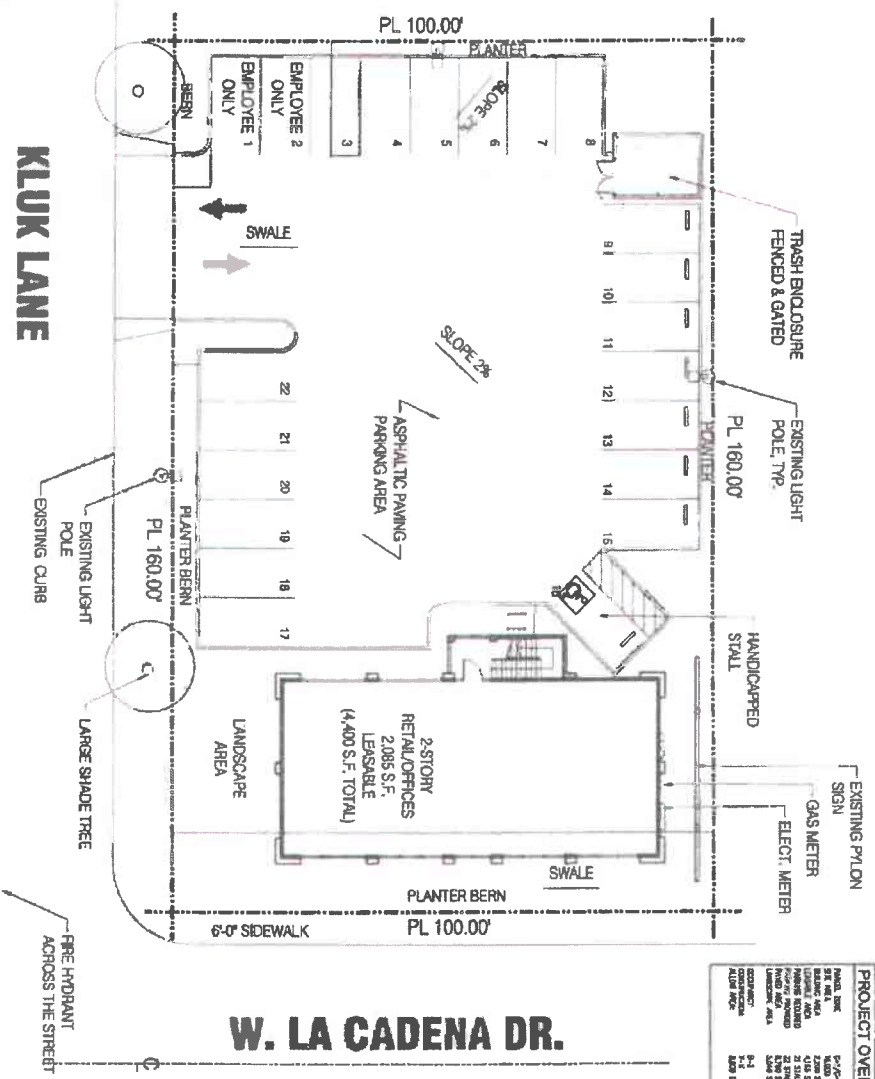 PL 100.00'
PLANTER
BERN
EMPLOYEE 1
ONLY
EMPLOYEE 2
ONLY
3
4
5
6
7
8
SLOPE 2%
TRASH ENCLOSURE
FENCED & GATED
SWALE
KLUK LANE
9
10
11
12
13
14
15
EXISTING LIGHT
POLE, TYP.
PL 160.00'
PLANTER
SLOPE 2%
ASPHALTIC PAVING
PARKING AREA
22
21
20
19
18
17
PLANTER BERN
PL 160.00'
EXISTING LIGHT
POLE
EXISTING CURB
HANDICAPPED
STALL
LARGE SHADE TREE
LANDSCAPE
AREA
2-STORY
RETAIL/OFFICES
2,085 S.F.
LEASABLE
(4,400 S.F. TOTAL)
EXISTING PYLON
SIGN
GAS METER
ELECT. METER
SWALE
PLANTER BERN
6'-0" SIDEWALK
PL 100.00'
FIRE HYDRANT
ACROSS THE STREET
W. LA CADENA DR.
PROJECT OVE